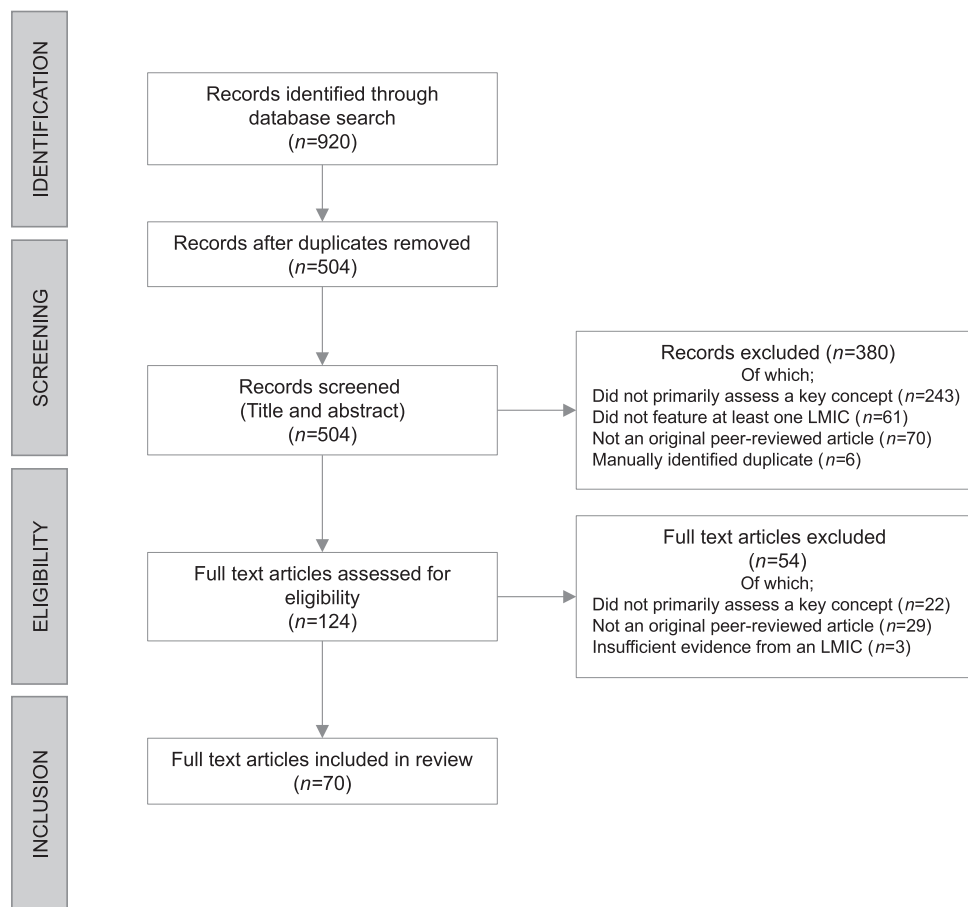 IDENTIFICATION
Records identified through
database search
(n=920)
SCREENING
Records after duplicates removed
(n=504)
Records screened
(Title and abstract)
(n=504)
Records excluded (n=380)
Of which;
Did not primarily assess a key concept (n=243)
Did not feature at least one LMIC (n=61)
Not an original peer-reviewed article (n=70)
Manually identified duplicate (n=6)
ELIGIBILITY
Full text articles assessed for
eligibility
(n=124)
Full text articles excluded
(n=54)
Of which;
Did not primarily assess a key concept (n=22)
Not an original peer-reviewed article (n=29)
Insufficient evidence from an LMIC (n=3)
INCLUSION
Full text articles included in review
(n=70)